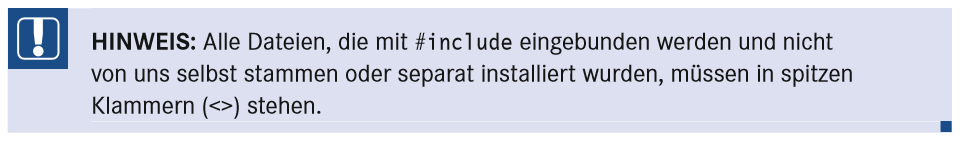 HINWEIS: Alle Dateien, die mit #include eingebunden werden und nicht
von uns selbst stammen oder separat installiert wurden, müssen in spitzen
Klammern (<>) stehen.